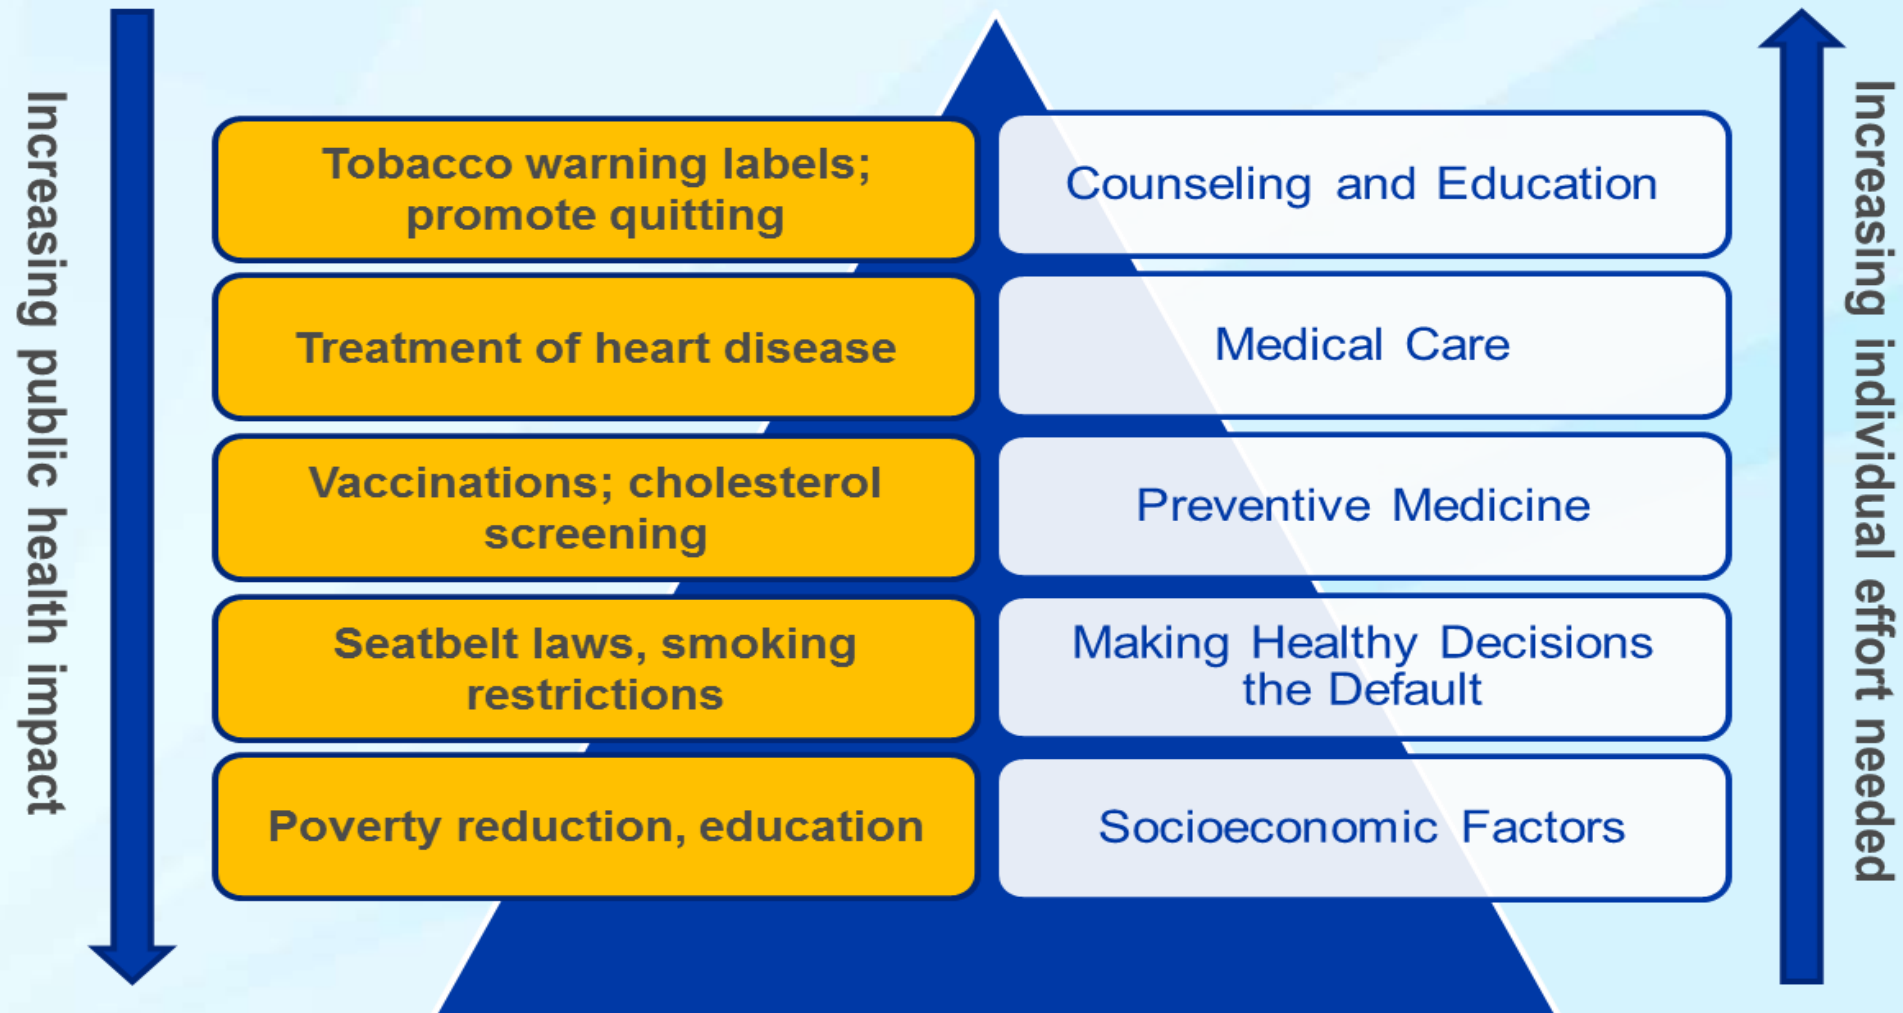 Increasing public health impact
Tobacco warning labels;
promote quitting
Counseling and Education
Treatment of heart disease
Medical Care
Vaccinations; cholesterol
screening
Preventive Medicine
Seatbelt laws, smoking
restrictions
Making Healthy Decisions
the Default
Poverty reduction, education
Socioeconomic Factors
Increasing individual effort needed